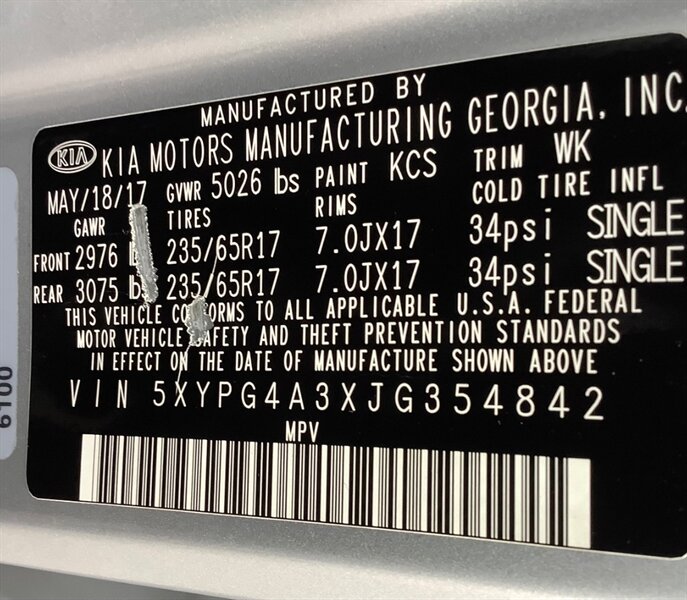 MANUFACTURED BY
KIA KIA MOTORS MANUFACTURING GEORGIA, INC.
MAY/18/17 GVWR 5026 lbs PAINT KCS TRIM WK
GAWR TIRES RIMS COLD TIRE INFL
FRONT 2976 235/65R17 7.0JX17 34psi SINGLE
REAR 3075 lbs 235/65R17 7.0JX17 34psi SINGLE
THIS VEHICLE CONFORMS TO ALL APPLICABLE U.S.A. FEDERAL
MOTOR VEHICLE SAFETY AND THEFT PREVENTION STANDARDS
IN EFFECT ON THE DATE OF MANUFACTURE SHOWN ABOVE
VIN 5XYPG4A3XJG354842
MPV
6100